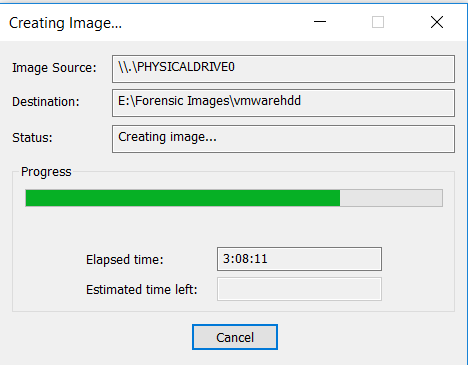 Creating Image...
Image Source: \\.\PHYSICALDRIVE0
Destination: E:\Forensic Images\vmwarehdd
Status: Creating image...
Progress
Elapsed time: 3:08:11
Estimated time left:
Cancel